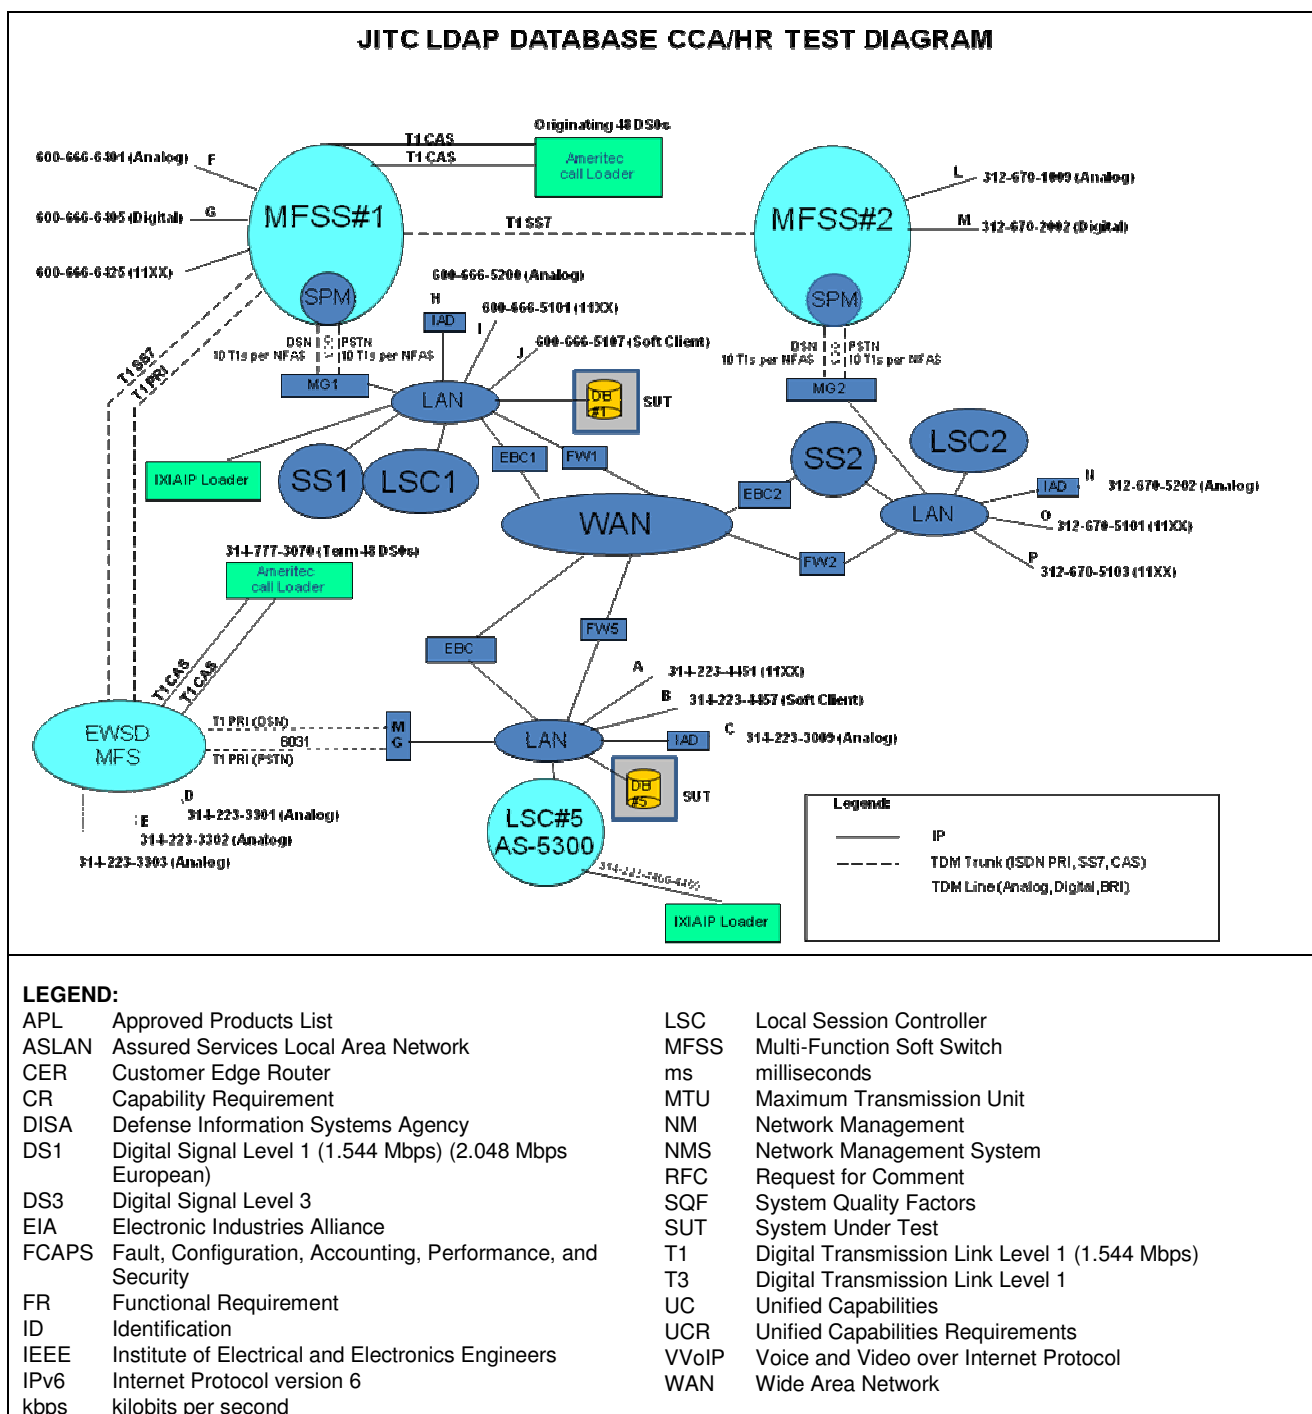 JITC LDAP DATABASE CCA/HR TEST DIAGRAM
Originating 48 DS0s
T1 CAS
T1 CAS
Ameritec
call Loader
600-666-6401 (Analog)
F
600-666-6405 (Digital)
G
600-666-6425 (11XX)
MFSS#1
SPM
T1 SS7
MFSS#2
SPM
L
312-670-1009 (Analog)
M
312-670-2002 (Digital)
600-666-5200 (Analog)
H
IAD
I
600-666-5101 (11XX)
J
600-666-5107 (Soft Client)
DSN
PSTN
10 T1s per NFAS
10 T1s per NFAS
MG1
LAN
DB
#1
SUT
DSN
PSTN
10 T1s per NFAS
10 T1s per NFAS
MG2
T1 SS7
T1 PRI
IXIA IP Loader
SS1
LSC1
EBC1
FW1
WAN
EBC2
SS2
LSC2
FW2
LAN
IAD
N
312-670-5202 (Analog)
O
312-670-5101 (11XX)
P
312-670-5103 (11XX)
314-777-3070 (Term 48 DS0s)
Ameritec
call Loader
T1 CAS
T1 CAS
EBC
FW5
A
314-223-4451 (11XX)
B
314-223-4457 (Soft Client)
C
IAD
314-223-3009 (Analog)
EWSD
MFS
T1 PRI (DSN)
6031
T1 PRI (PSTN)
M
G
LAN
DB
#5
SUT
D
314-223-3301 (Analog)
E
314-223-3302 (Analog)
314-223-3303 (Analog)
LSC#5
AS-5300
IXIA IP Loader
Legend:
IP
TDM Trunk (ISDN PRI, SS7, CAS)
TDM Line (Analog, Digital, BRI)
LEGEND:
APL Approved Products List
ASLAN Assured Services Local Area Network
CER Customer Edge Router
CR Capability Requirement
DISA Defense Information Systems Agency
DS1 Digital Signal Level 1 (1.544 Mbps) (2.048 Mbps
European)
DS3 Digital Signal Level 3
EIA Electronic Industries Alliance
FCAPS Fault, Configuration, Accounting, Performance, and
Security
FR Functional Requirement
ID Identification
IEEE Institute of Electrical and Electronics Engineers
IPv6 Internet Protocol version 6
kbps kilobits per second
LSC Local Session Controller
MFSS Multi-Function Soft Switch
ms milliseconds
MTU Maximum Transmission Unit
NM Network Management
NMS Network Management System
RFC Request for Comment
SQF System Quality Factors
SUT System Under Test
T1 Digital Transmission Link Level 1 (1.544 Mbps)
T3 Digital Transmission Link Level 1
UC Unified Capabilities
UCR Unified Capabilities Requirements
VVoIP Voice and Video over Internet Protocol
WAN Wide Area Network